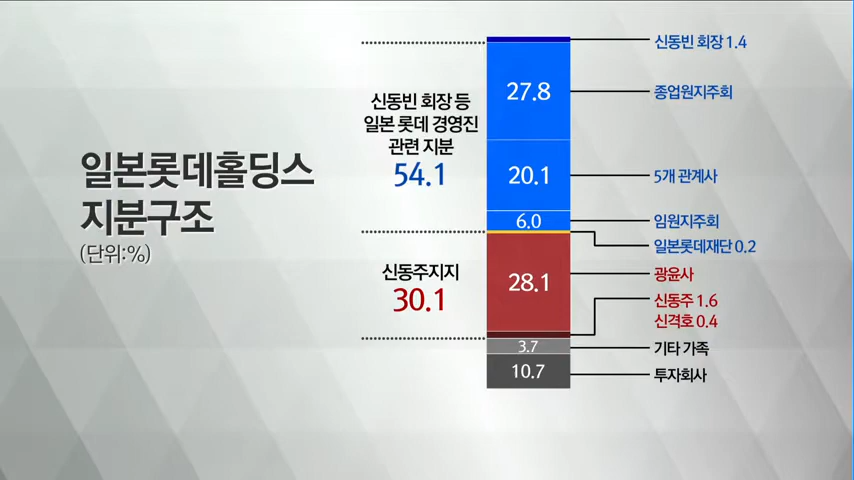 일본롯데홀딩스
지분구조
(단위:%)
신동빈 회장 등
일본 롯데 경영진
관련 지분
54.1
신동주지지
30.1
27.8
20.1
6.0
28.1
3.7
10.7
신동빈 회장 1.4
종업원지주회
5개 관계사
임원지주회
일본롯데재단 0.2
광윤사
신동주 1.6
신격호 0.4
기타 가족
투자회사